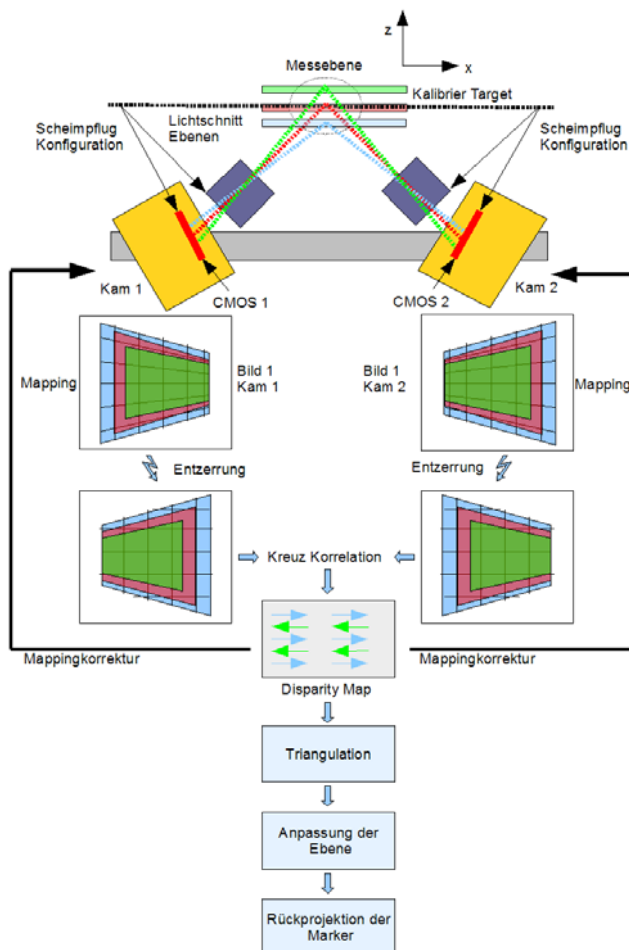 z
x
Messebene
Kalibrier Target
Scheimpflug
Konfiguration
Lichtschnitt
Ebenen
Scheimpflug
Konfiguration
Kam 1
CMOS 1
CMOS 2
Kam 2
Mapping
Bild 1
Kam 1
Bild 1
Kam 2
Mapping
Entzerrung
Entzerrung
Kreuz Korrelation
Mappingkorrektur
Mappingkorrektur
Disparity Map
Triangulation
Anpassung der
Ebene
Rückprojektion der
Marker